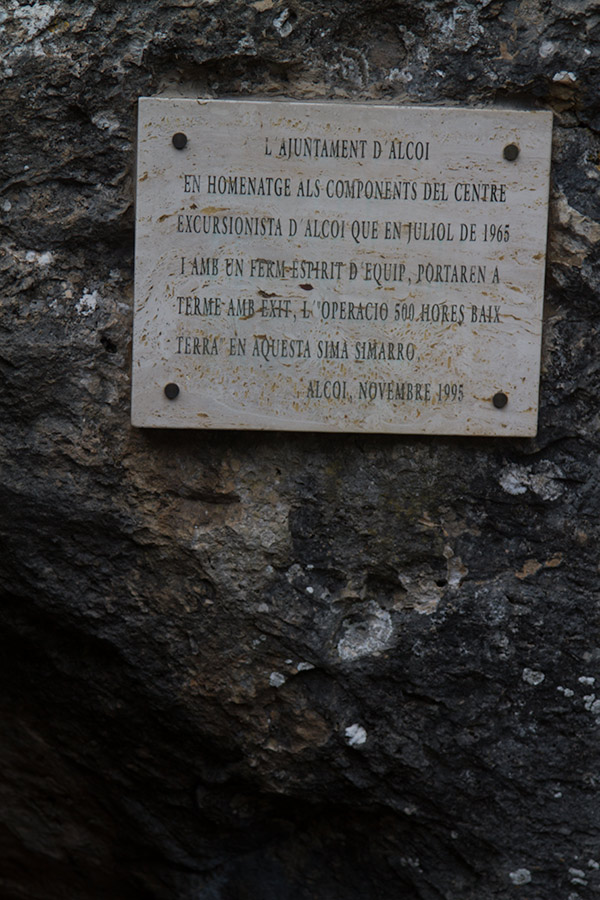 L'AJUNTAMENT D'ALCOI
EN HOMENATGE ALS COMPONENTS DEL CENTRE
EXCURSIONISTA D'ALCOI QUE EN JULIOL DE 1965
I AMB UN FERM ESPIRIT D'EQUIP, PORTAREN A
TERME AMB EXIT, L'"OPERACIO 500 HORES BAIX
TERRA" EN AQUESTA SIMA SIMARRO
ALCOI, NOVEMBRE 1995